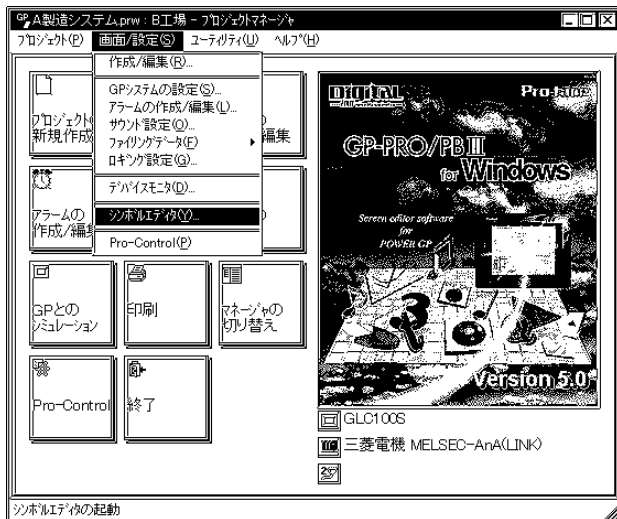 A製造システム.prw : B工場 - プロジェクトマネージャ
プロジェクト(P) 画面/設定(S) ユーティリティ(U) ヘルプ(H)
作成/編集(R)...
GPシステムの設定(S)...
アラームの作成/編集(L)...
サウンド設定(O)...
ファイリングデータ(F)
ロギング設定(G)...
デバイスモニタ(D)...
シンボルエディタ(Y)...
Pro-Control(P)
プロジェクト
新規作成
編集
アラームの
作成/編集
GPとの
シミュレーション
印刷
マネージャの
切り替え
Pro-Control
終了
DIGITAL
Pro-face
GP-PRO/PBIII
for Windows
Screen editor software
for
POWER GP
Version 5.0
GLC100S
三菱電機 MELSEC-AnA(LINK)
シンボルエディタの起動